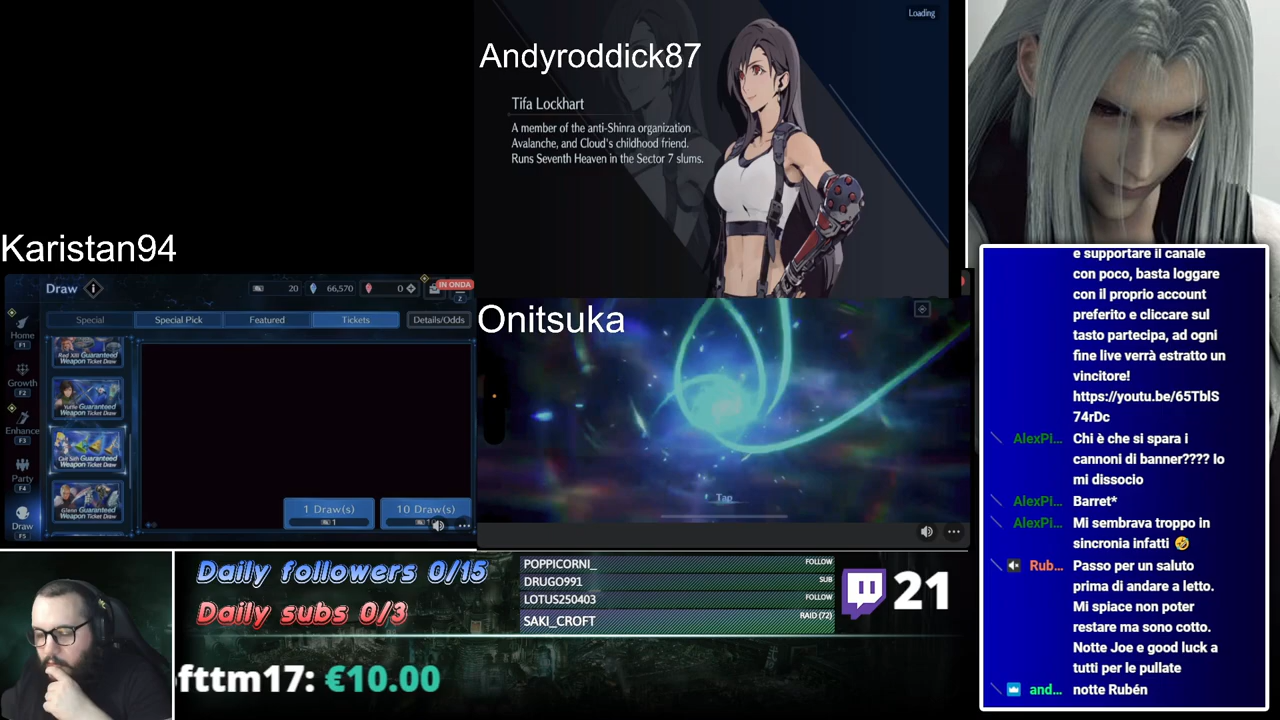 Andyroddick87
Loading
Tifa Lockhart
A member of the anti-Shinra organization
Avalanche, and Cloud's childhood friend.
Runs Seventh Heaven in the Sector 7 slums.
Karistan94
Draw
20
66,570
0
IN ONDA
Z
Special
Special Pick
Featured
Tickets
Details/Odds
Home
F1
Growth
F2
Enhance
F3
Party
F4
Draw
F5
Red XIII Guaranteed
Weapon Ticket Draw
Yuffie Guaranteed
Weapon Ticket Draw
Cait Sith Guaranteed
Weapon Ticket Draw
Glenn Guaranteed
Weapon Ticket Draw
1 Draw(s)
1
10 Draw(s)
Onitsuka
Tap
e supportare il canale
con poco, basta loggare
con il proprio account
preferito e cliccare sul
tasto partecipa, ad ogni
fine live verrà estratto un
vincitore!
https://youtu.be/65TblS
74rDc
AlexPi... Chi è che si spara i
cannoni di banner???? Io
mi dissocio
AlexPi... Barret*
AlexPi... Mi sembrava troppo in
sincronia infatti 🤣
Rub... Passo per un saluto
prima di andare a letto.
Mi spiace non poter
restare ma sono cotto.
Notte Joe e good luck a
tutti per le pullate
and... notte Rubén
Daily followers 0/15
Daily subs 0/3
POPPICORNI_ FOLLOW
DRUGO991 SUB
LOTUS250403 FOLLOW
SAKI_CROFT RAID (72)
21
fttm17: €10.00